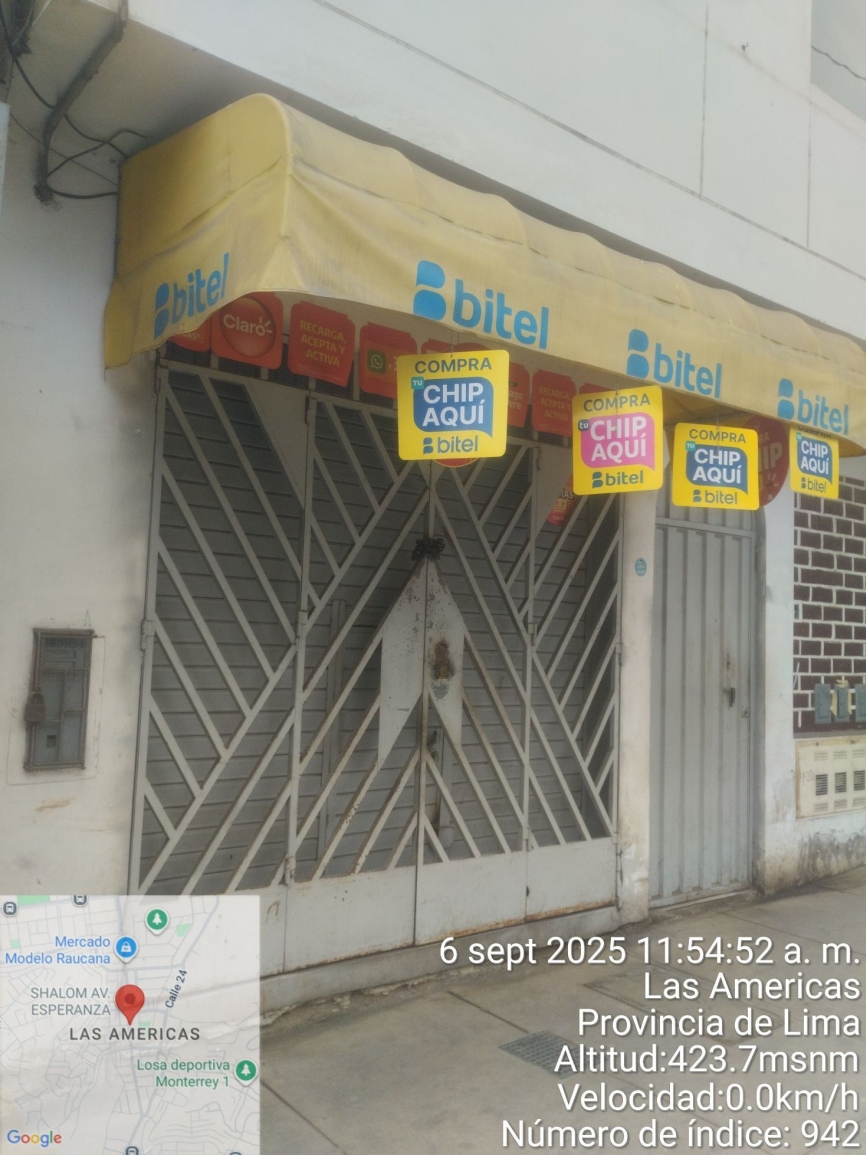 bitel
bitel
bitel
bitel
Claro
RECARGA,
ACEPTA Y
ACTIVA
COMPRA
TU
CHIP
AQUÍ
bitel
COMPRA
tu
CHIP
AQUÍ
bitel
COMPRA
TU
CHIP
AQUÍ
bitel
CHIP
AQUÍ
bitel
Mercado
Modelo Raucana
Calle 24
SHALOM AV.
ESPERANZA
LAS AMERICAS
Losa deportiva
Monterrey 1
Google
6 sept 2025 11:54:52 a. m.
Las Americas
Provincia de Lima
Altitud:423.7msnm
Velocidad:0.0km/h
Número de índice: 942